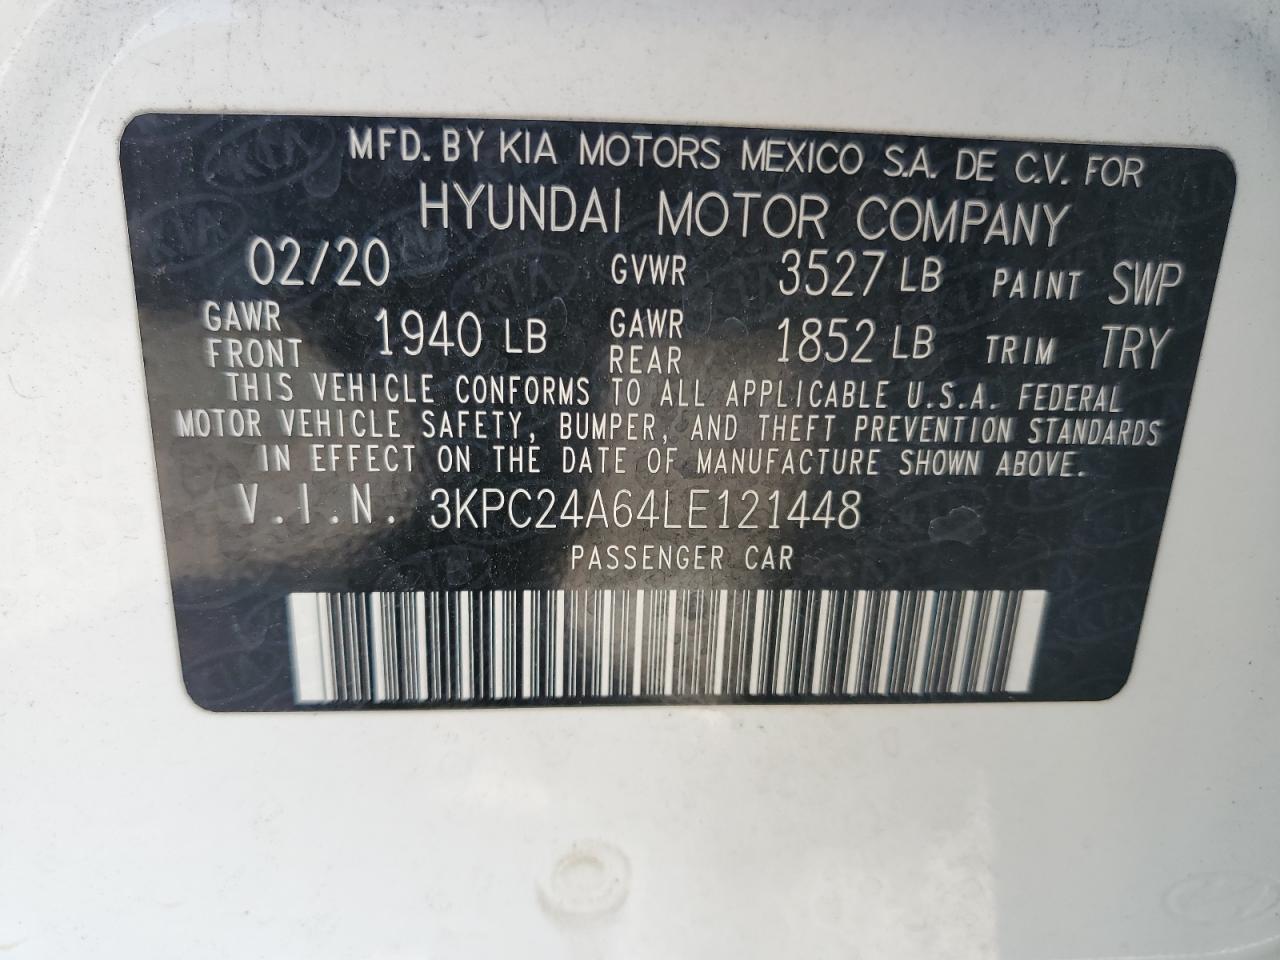 MFD. BY KIA MOTORS MEXICO S.A. DE C.V. FOR
HYUNDAI MOTOR COMPANY
02/20 GVWR 3527 LB PAINT SWP
GAWR FRONT 1940 LB GAWR REAR 1852 LB TRIM TRY
THIS VEHICLE CONFORMS TO ALL APPLICABLE U.S.A. FEDERAL
MOTOR VEHICLE SAFETY, BUMPER, AND THEFT PREVENTION STANDARDS
IN EFFECT ON THE DATE OF MANUFACTURE SHOWN ABOVE.
V.I.N. 3KPC24A64LE121448
PASSENGER CAR